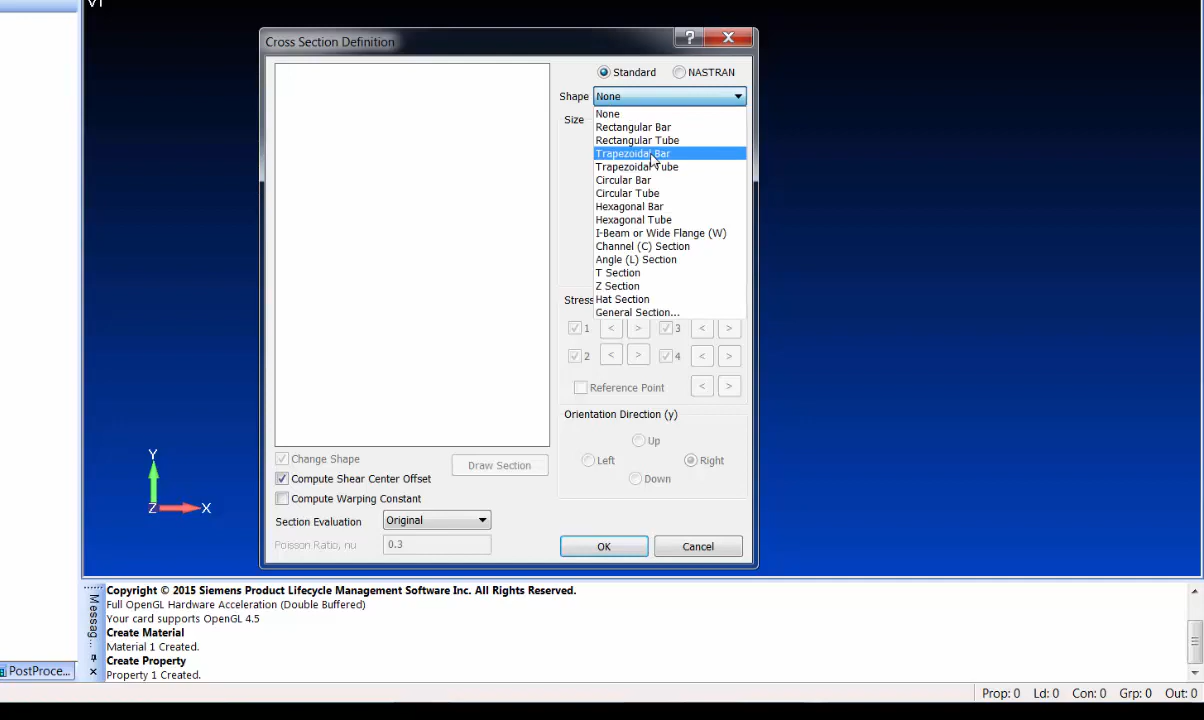 V1
Cross Section Definition
?
Standard NASTRAN
Shape None
Size
None
Rectangular Bar
Rectangular Tube
Trapezoidal Bar
Trapezoidal Tube
Circular Bar
Circular Tube
Hexagonal Bar
Hexagonal Tube
I-Beam or Wide Flange (W)
Channel (C) Section
Angle (L) Section
T Section
Z Section
Hat Section
General Section...
Stress
1 < > 3 < >
2 < > 4 < >
Reference Point < >
Orientation Direction (y)
Up
Left Right
Down
Change Shape Draw Section
Compute Shear Center Offset
Compute Warping Constant
Section Evaluation Original
Poisson Ratio, nu 0.3
OK Cancel
Y
Z X
Messag...
Copyright © 2015 Siemens Product Lifecycle Management Software Inc. All Rights Reserved.
Full OpenGL Hardware Acceleration (Double Buffered)
Your card supports OpenGL 4.5
Create Material
Material 1 Created.
Create Property
Property 1 Created.
PostProce...
Prop: 0 Ld: 0 Con: 0 Grp: 0 Out: 0